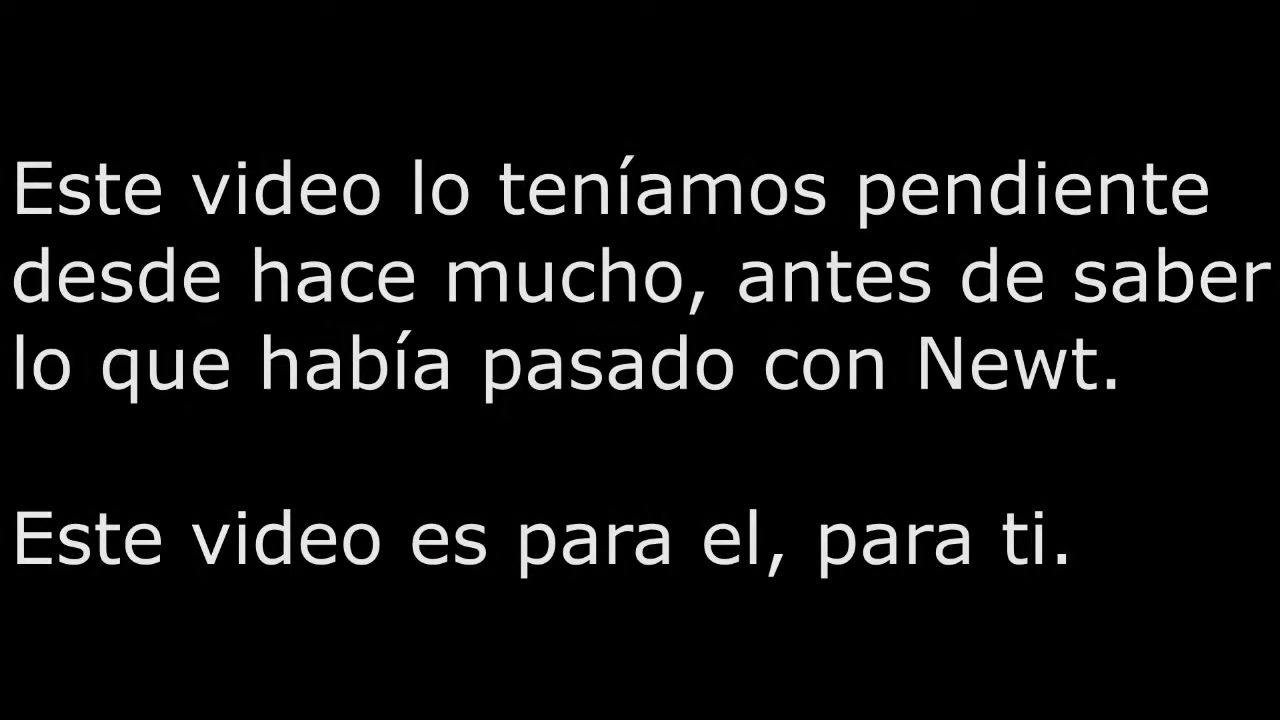 Este video lo teníamos pendiente
desde hace mucho, antes de saber
lo que había pasado con Newt.
Este video es para el, para ti.